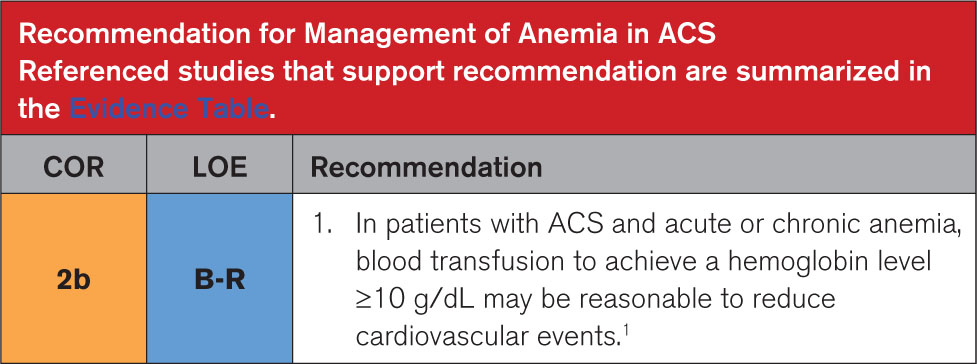 Recommendation for Management of Anemia in ACS
Referenced studies that support recommendation are summarized in
the Evidence Table.
COR LOE Recommendation
2b B-R 1. In patients with ACS and acute or chronic anemia,
blood transfusion to achieve a hemoglobin level
≥10 g/dL may be reasonable to reduce
cardiovascular events.1